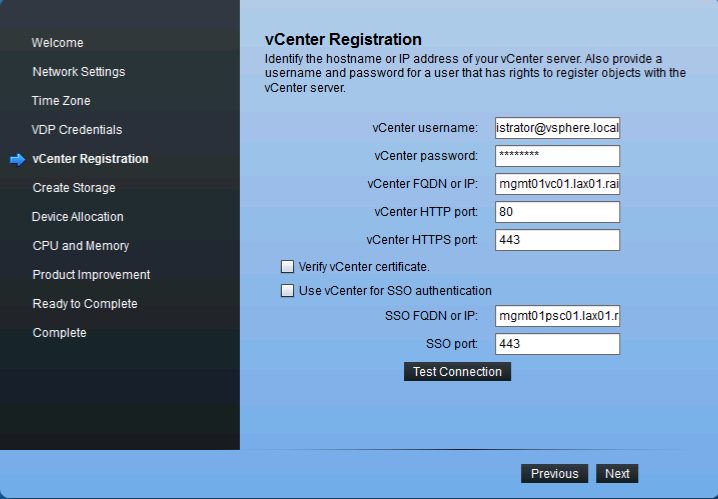 Welcome
Network Settings
Time Zone
VDP Credentials
vCenter Registration
Create Storage
Device Allocation
CPU and Memory
Product Improvement
Ready to Complete
Complete
vCenter Registration
Identify the hostname or IP address of your vCenter server. Also provide a
username and password for a user that has rights to register objects with the
vCenter server.
vCenter username: istrator@vsphere.local
vCenter password: ********
vCenter FQDN or IP: mgmt01vc01.lax01.rai
vCenter HTTP port: 80
vCenter HTTPS port: 443
Verify vCenter certificate.
Use vCenter for SSO authentication
SSO FQDN or IP: mgmt01psc01.lax01.r
SSO port: 443
Test Connection
Previous Next